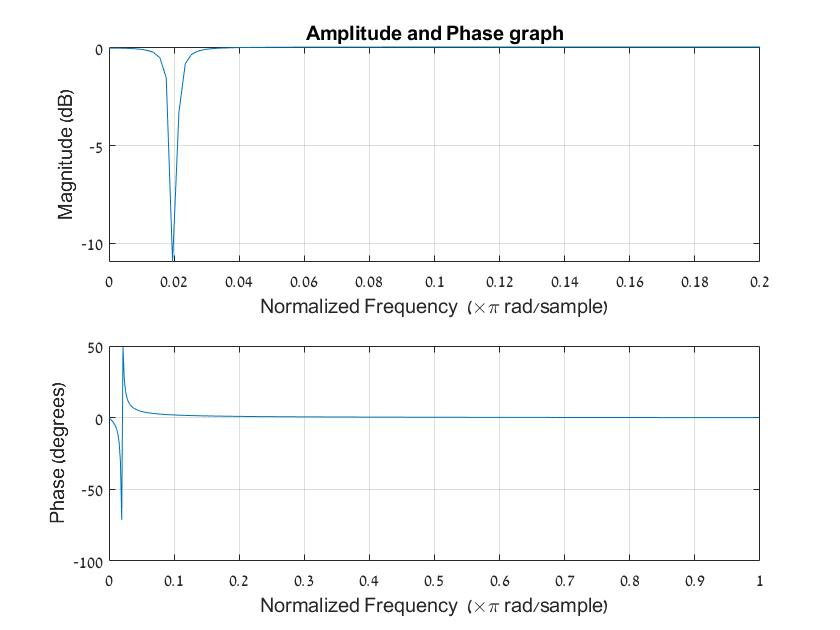 Amplitude and Phase graph
Magnitude (dB)
0
-5
-10
0 0.02 0.04 0.06 0.08 0.1 0.12 0.14 0.16 0.18 0.2
Normalized Frequency (×π rad/sample)
Phase (degrees)
50
0
-50
-100
0 0.1 0.2 0.3 0.4 0.5 0.6 0.7 0.8 0.9 1
Normalized Frequency (×π rad/sample)